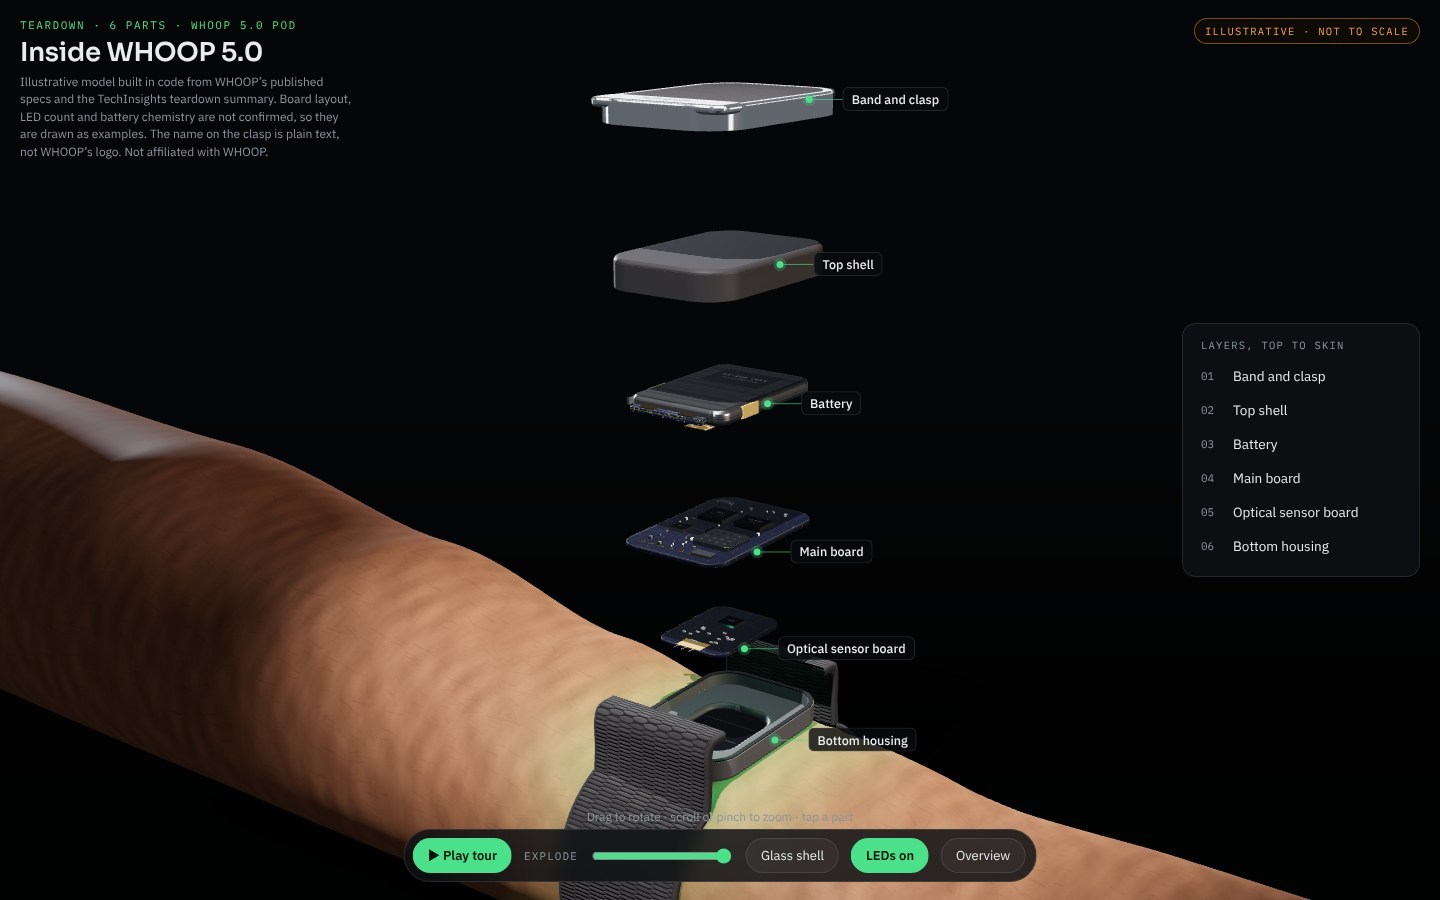 TEARDOWN · 6 PARTS · WHOOP 5.0 POD
Inside WHOOP 5.0
Illustrative model built in code from WHOOP’s published
specs and the TechInsights teardown summary. Board layout,
LED count and battery chemistry are not confirmed, so they
are drawn as examples. The name on the clasp is plain text,
not WHOOP’s logo. Not affiliated with WHOOP.
ILLUSTRATIVE · NOT TO SCALE
Band and clasp
Top shell
Battery
Main board
Optical sensor board
Bottom housing
LAYERS, TOP TO SKIN
01 Band and clasp
02 Top shell
03 Battery
04 Main board
05 Optical sensor board
06 Bottom housing
Drag to rotate · scroll or pinch to zoom · tap a part
▶ Play tour
EXPLODE
Glass shell
LEDs on
Overview